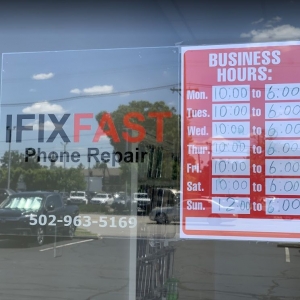 BUSINESS
HOURS:
Mon. 10:00 to 6:00
Tues. 10:00 to 6:00
Wed. 10:00 to 6:00
Thur. 10:00 to 6:00
Fri. 10:00 to 6:00
Sat. 10:00 to 6:00
Sun. to 6:00
IFIXFAST
Phone Repair
502-963-5169